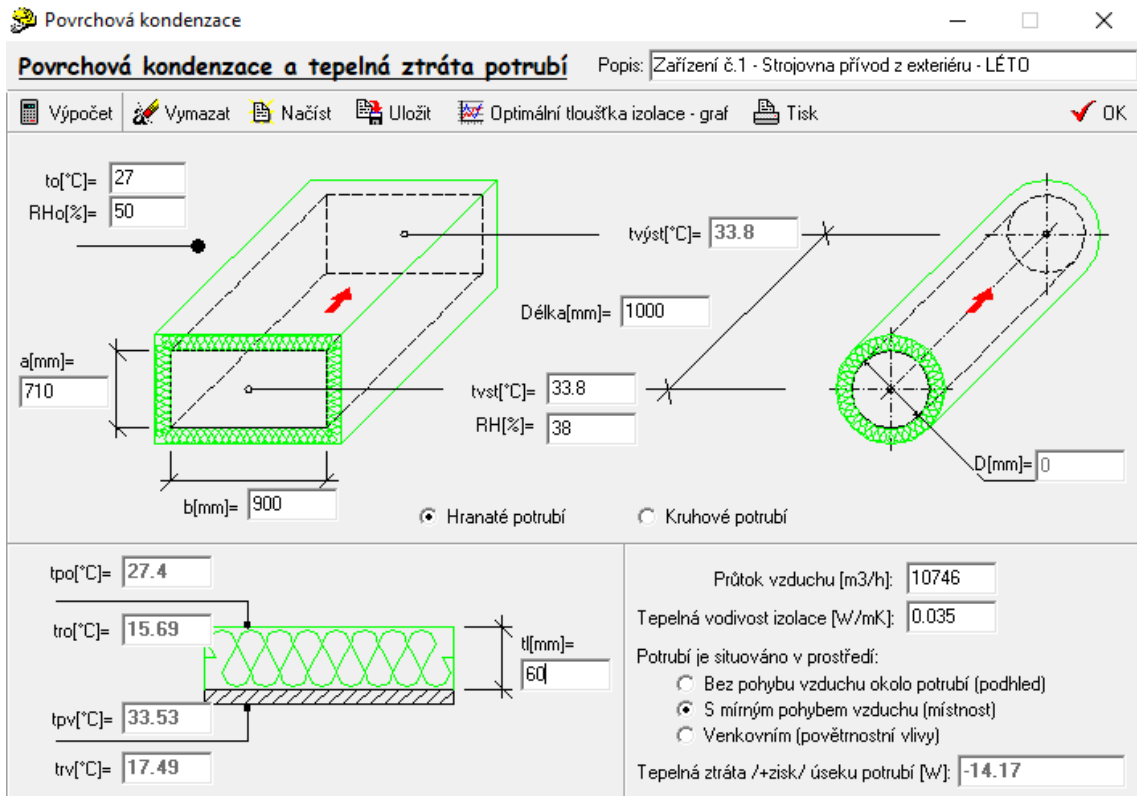 Povrchová kondenzace
Povrchová kondenzace a tepelná ztráta potrubí Popis: Zařízení č.1 - Strojovna přívod z exteriéru - LÉTO
Výpočet Vymazat Načíst Uložit Optimální tloušťka izolace - graf Tisk OK
to[°C]= 27
RHo[%]= 50
tvýst[°C]= 33.8
Délka[mm]= 1000
a[mm]=
710
tvst[°C]= 33.8
RH[%]= 38
D[mm]= 0
b[mm]= 900
Hranaté potrubí Kruhové potrubí
tpo[°C]= 27.4
tro[°C]= 15.69
tl[mm]=
60
tpv[°C]= 33.53
trv[°C]= 17.49
Průtok vzduchu [m3/h]: 10746
Tepelná vodivost izolace [W/mK]: 0.035
Potrubí je situováno v prostředí:
Bez pohybu vzduchu okolo potrubí (podhled)
S mírným pohybem vzduchu (místnost)
Venkovním (povětrnostní vlivy)
Tepelná ztráta /+zisk/ úseku potrubí [W]: -14.17